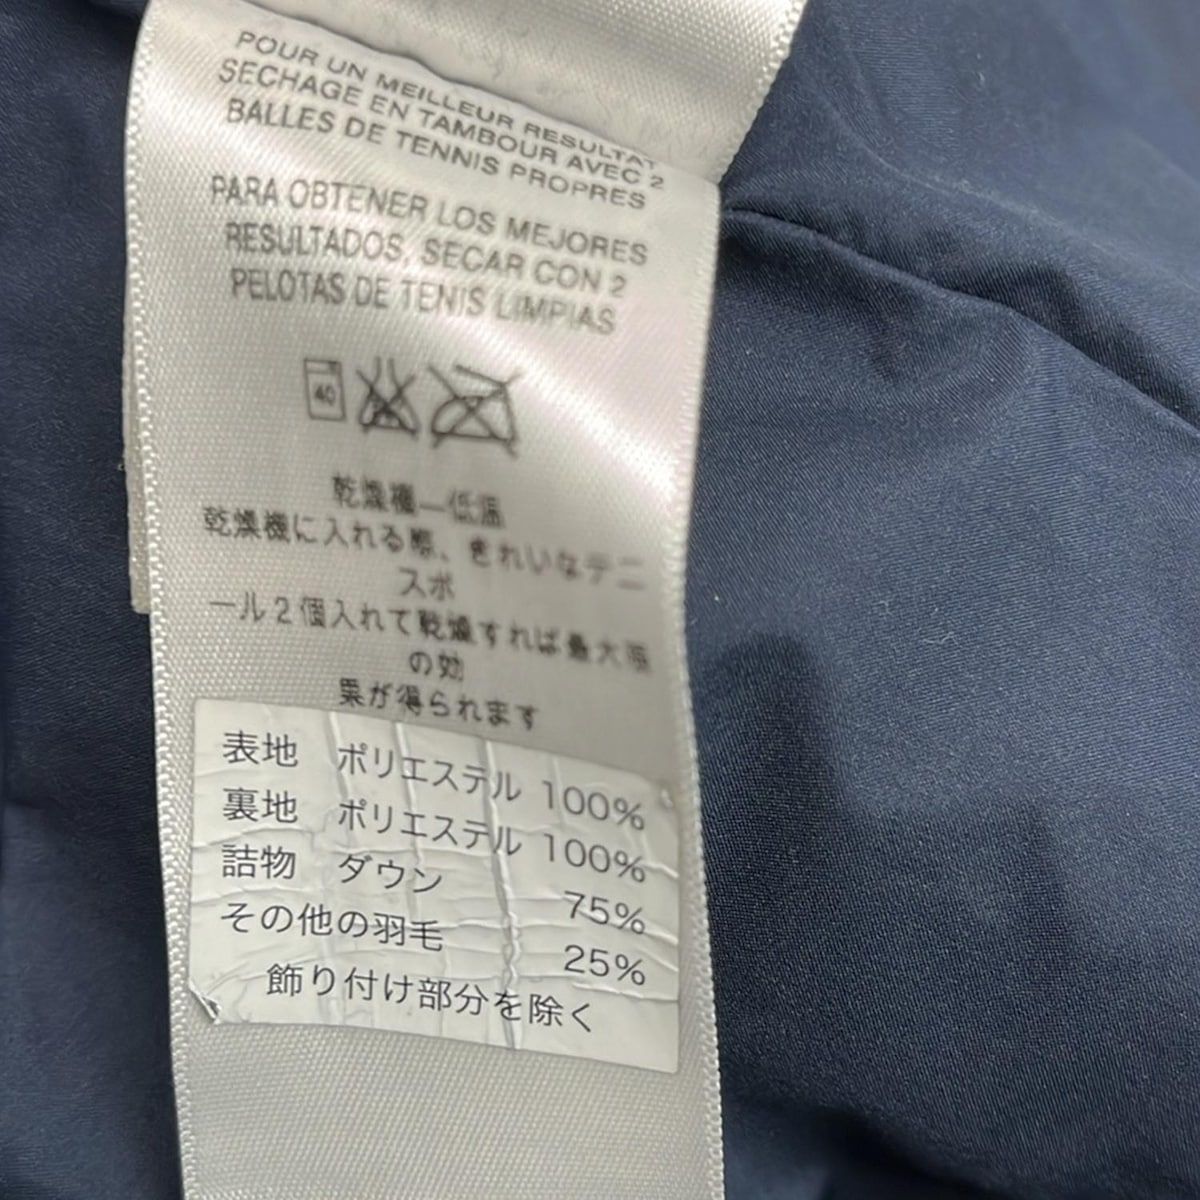 POUR UN MEILLEUR RESULTAT
SECHAGE EN TAMBOUR AVEC 2
BALLES DE TENNIS PROPRES
PARA OBTENER LOS MEJORES
RESULTADOS, SECAR CON 2
PELOTAS DE TENIS LIMPIAS
40
乾燥機—低温
乾燥機に入れる際、きれいなテニ
スボ
ール2個入れて乾燥すれば最大限
の効
果が得られます
表地 ポリエステル 100%
裏地 ポリエステル 100%
詰物 ダウン 75%
その他の羽毛 25%
飾り付け部分を除く